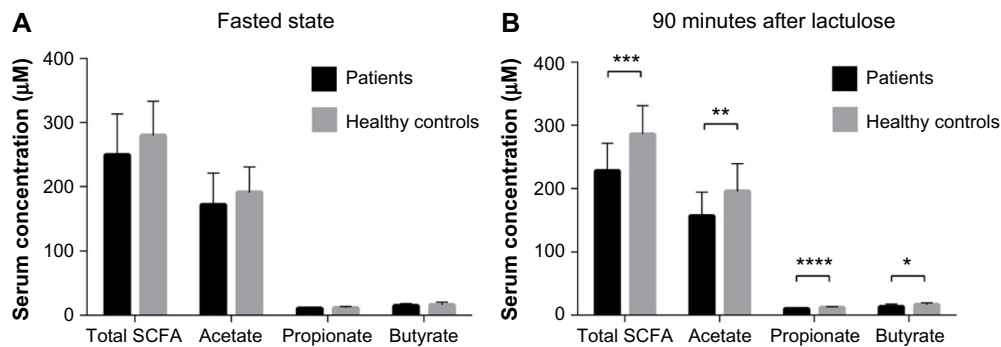 A
Fasted state
Serum concentration (µM)
400
300
200
100
0
Patients
Healthy controls
Total SCFA
Acetate
Propionate
Butyrate
B
90 minutes after lactulose
Serum concentration (µM)
400
300
200
100
0
***
**
****
*
Patients
Healthy controls
Total SCFA
Acetate
Propionate
Butyrate